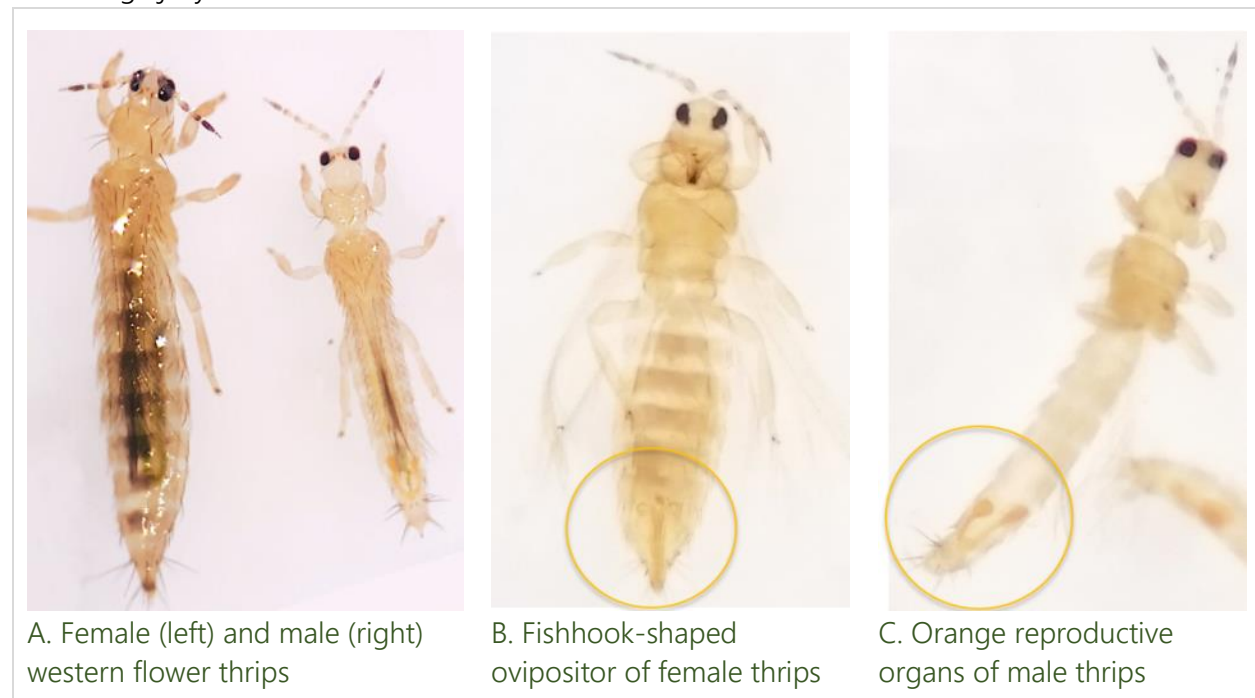 A. Female (left) and male (right)
western flower thrips
B. Fishhook-shaped
ovipositor of female thrips
C. Orange reproductive
organs of male thrips